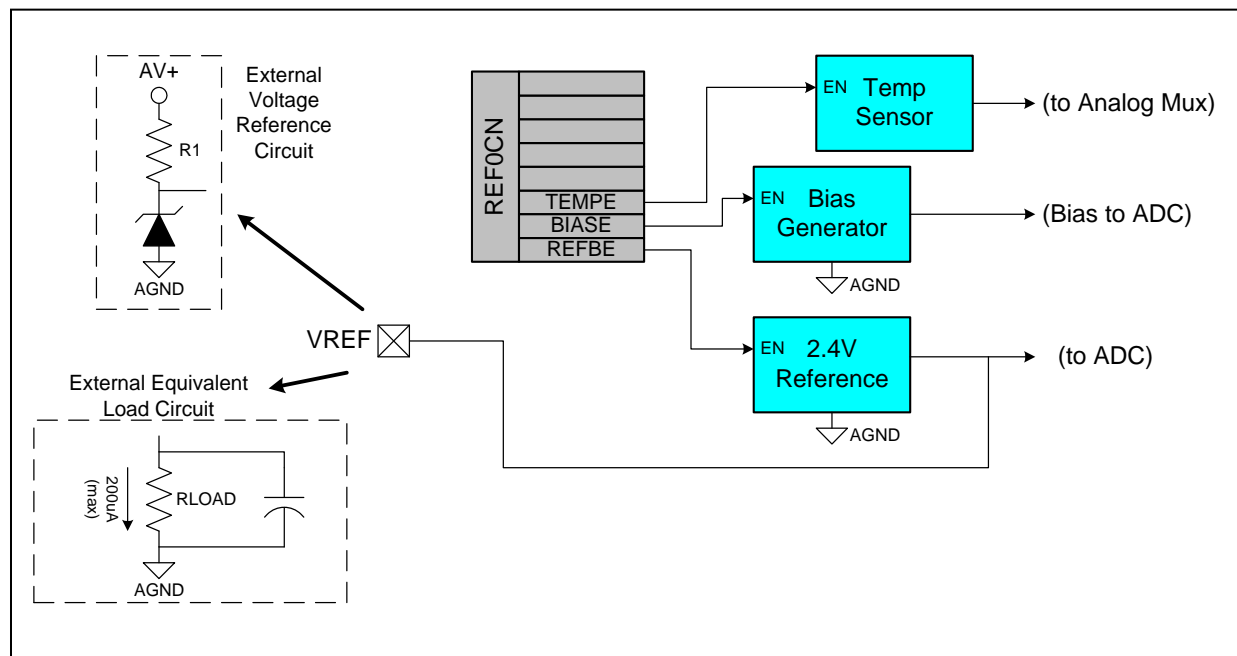 AV+
External
Voltage
Reference
Circuit
R1
AGND
REF0CN
TEMPE
BIASE
REFBE
EN
Temp
Sensor
(to Analog Mux)
EN
Bias
Generator
(Bias to ADC)
AGND
VREF
EN
2.4V
Reference
(to ADC)
AGND
External Equivalent
Load Circuit
200uA
(max)
RLOAD
AGND